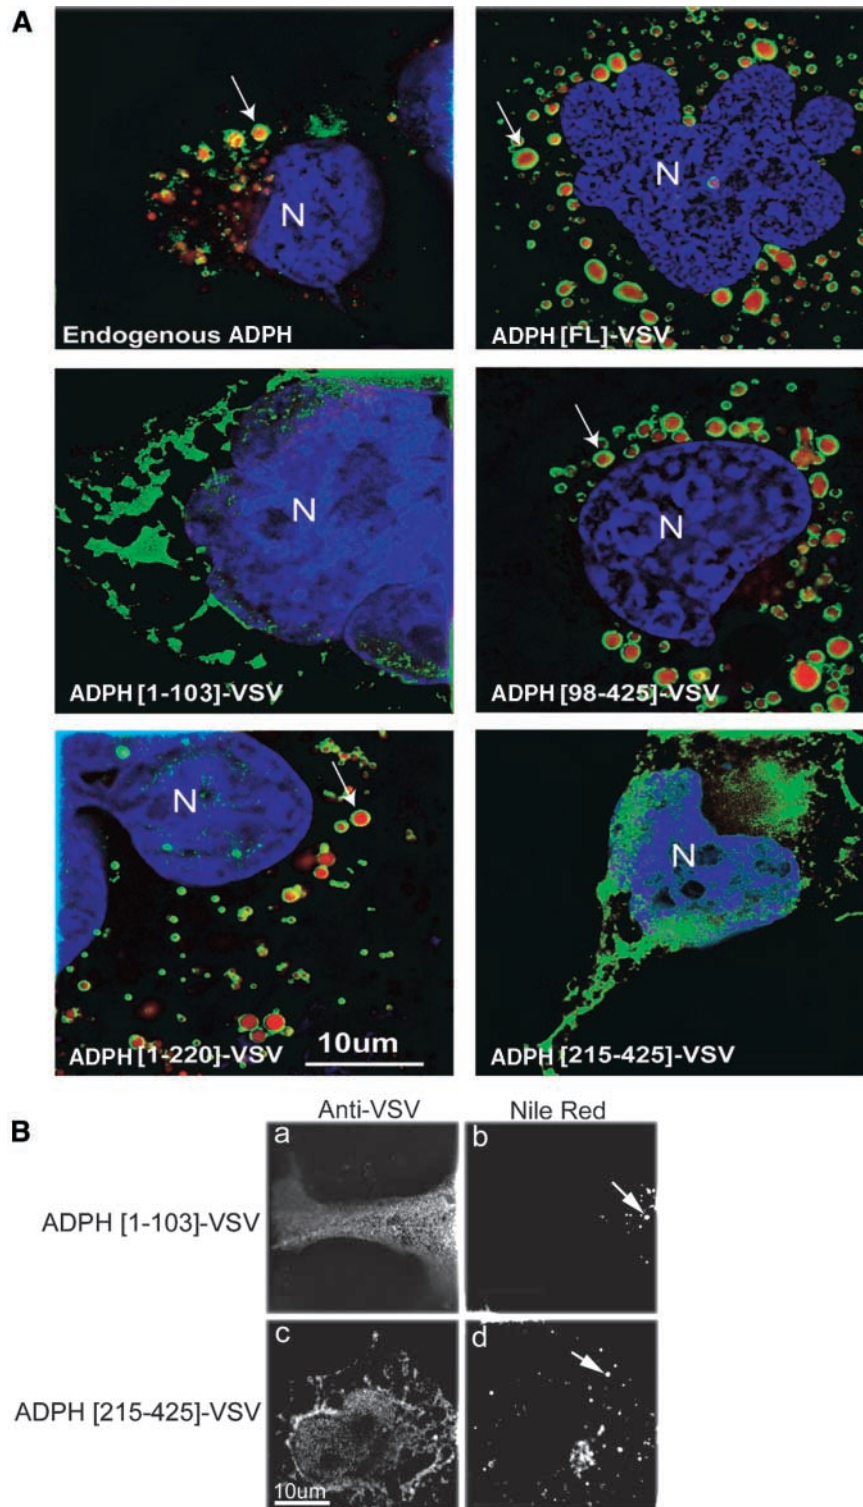 A
N
Endogenous ADPH
N
ADPH [FL]-VSV
N
ADPH [1-103]-VSV
N
ADPH [98-425]-VSV
N
ADPH [1-220]-VSV
10um
N
ADPH [215-425]-VSV
B
Anti-VSV
Nile Red
ADPH [1-103]-VSV
a
b
ADPH [215-425]-VSV
c
10um
d